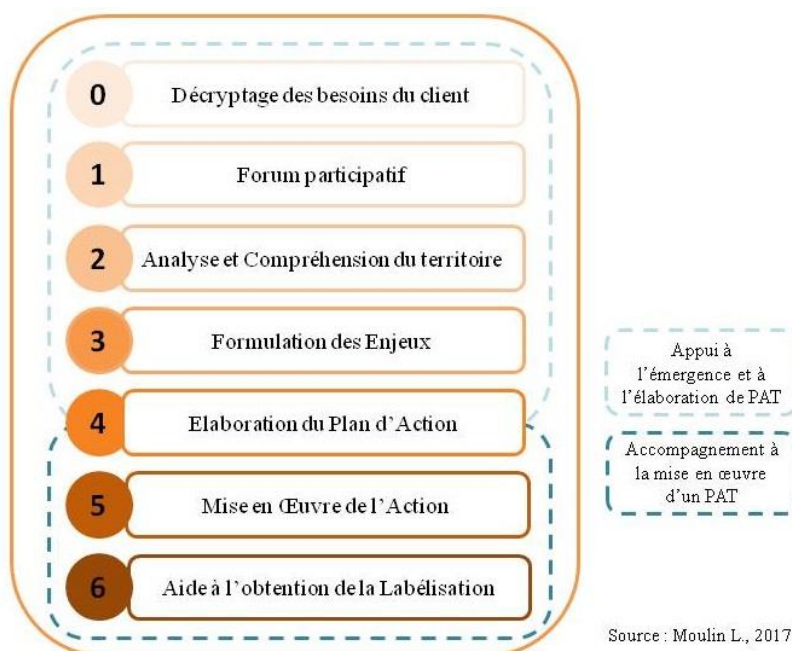 0
Décryptage des besoins du client
1
Forum participatif
2
Analyse et Compréhension du territoire
3
Formulation des Enjeux
4
Elaboration du Plan d'Action
5
Mise en Œuvre de l'Action
6
Aide à l'obtention de la Labélisation
Appui à
l'émergence et à
l'élaboration de PAT
Accompagnement à
la mise en œuvre
d'un PAT
Source : Moulin L., 2017